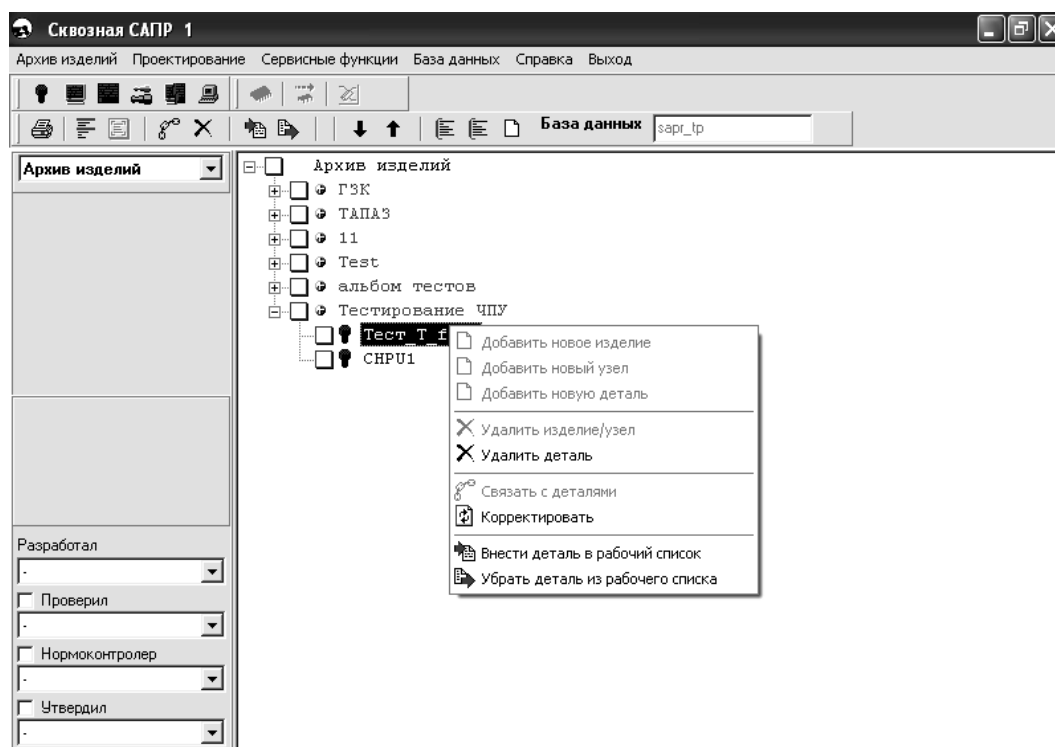 Сквозная САПР 1
Архив изделий Проектирование Сервисные функции База данных Справка Выход
База данных sapr_tp
Архив изделий
Архив изделий
ГЗК
ТАПАЗ
11
Test
альбом тестов
Тестирование ЧПУ
Тест_T_f
CHPU1
Добавить новое изделие
Добавить новый узел
Добавить новую деталь
Удалить изделие/узел
Удалить деталь
Связать с деталями
Корректировать
Внести деталь в рабочий список
Убрать деталь из рабочего списка
Разработал
-
Проверил
-
Нормоконтролер
-
Утвердил
-